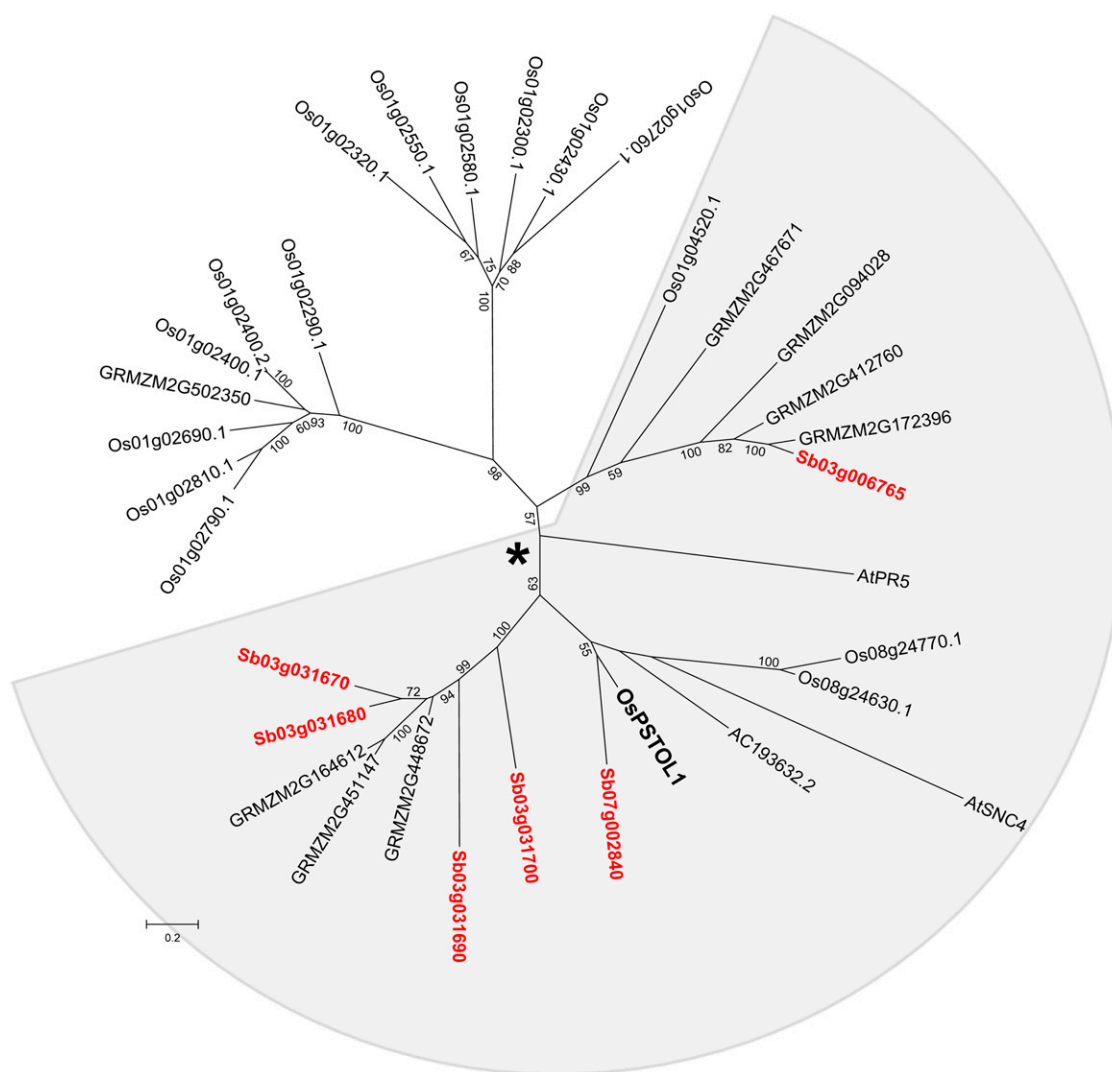 Os01g02320.1
Os01g02550.1
Os01g02580.1
Os01g02300.1
Os01g02430.1
Os01g02760.1
67
75
88
70
100
Os01g02290.1
Os01g02400.2
Os01g02400.1
GRMZM2G502350
Os01g02690.1
Os01g02810.1
Os01g02790.1
100
60
93
100
100
98
Os01g04520.1
GRMZM2G467671
GRMZM2G094028
GRMZM2G412760
GRMZM2G172396
Sb03g006765
99
59
100
82
100
57
*
AtPR5
63
Os08g24770.1
Os08g24630.1
100
AtSNC4
AC193632.2
OsPSTOL1
Sb07g002840
55
100
99
94
72
100
Sb03g031670
Sb03g031680
GRMZM2G164612
GRMZM2G451147
GRMZM2G448672
Sb03g031690
Sb03g031700
0.2